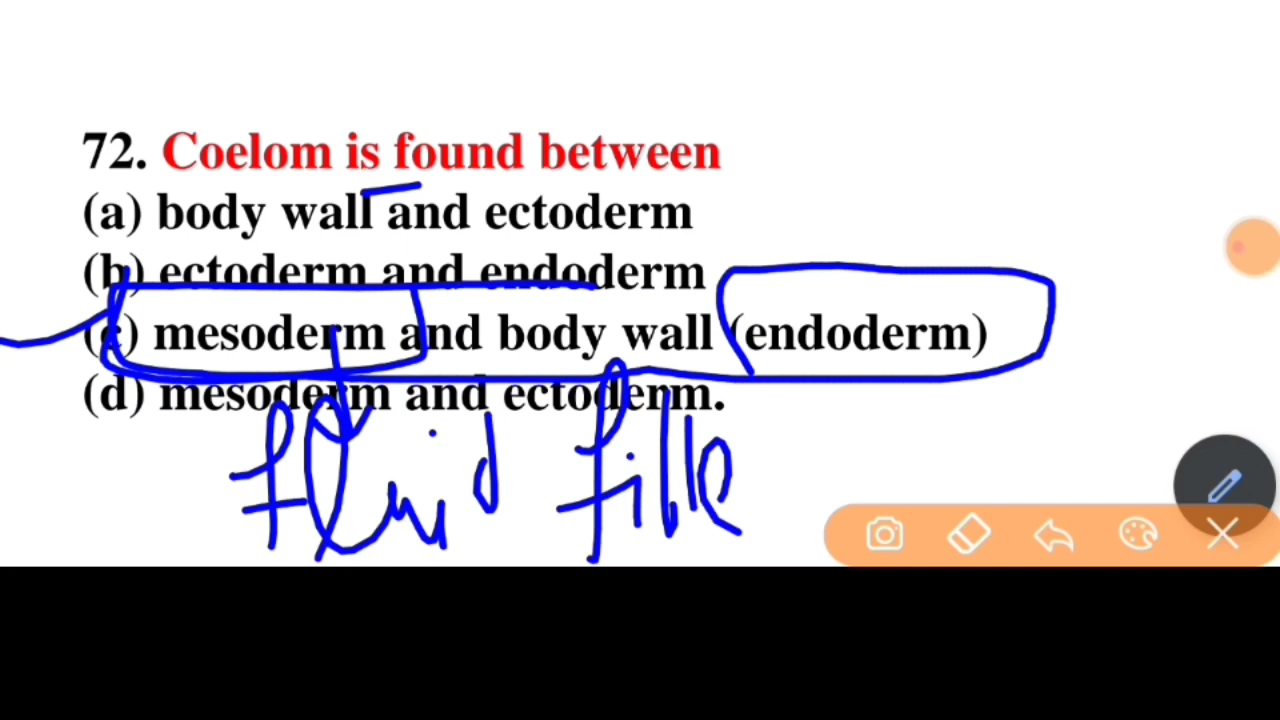 72. Coelom is found between
(a) body wall and ectoderm
(b) ectoderm and endoderm
(c) mesoderm and body wall (endoderm)
(d) mesoderm and ectoderm.
fluid fille